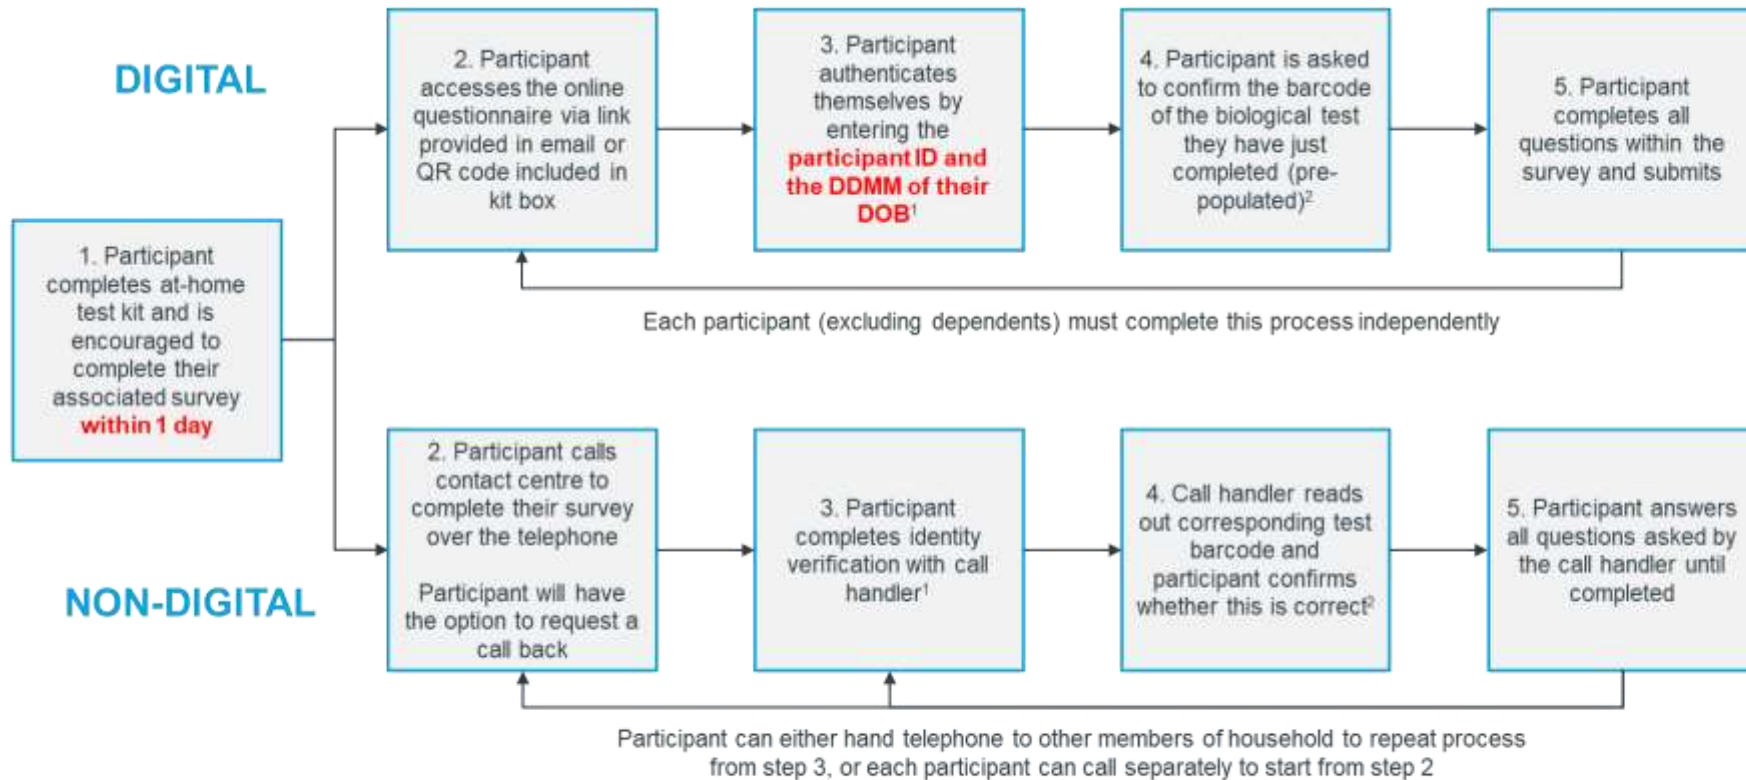 DIGITAL
2. Participant
accesses the online
questionnaire via link
provided in email or
QR code included in
kit box
3. Participant
authenticates
themselves by
entering the
participant ID and
the DDMM of their
DOB¹
4. Participant is asked
to confirm the barcode
of the biological test
they have just
completed (pre-
populated)²
5. Participant
completes all
questions within the
survey and submits
1. Participant
completes at-home
test kit and is
encouraged to
complete their
associated survey
within 1 day
Each participant (excluding dependents) must complete this process independently
NON-DIGITAL
2. Participant calls
contact centre to
complete their survey
over the telephone
Participant will have
the option to request a
call back
3. Participant
completes identity
verification with call
handler¹
4. Call handler reads
out corresponding test
barcode and
participant confirms
whether this is correct²
5. Participant answers
all questions asked by
the call handler until
completed
Participant can either hand telephone to other members of household to repeat process
from step 3, or each participant can call separately to start from step 2